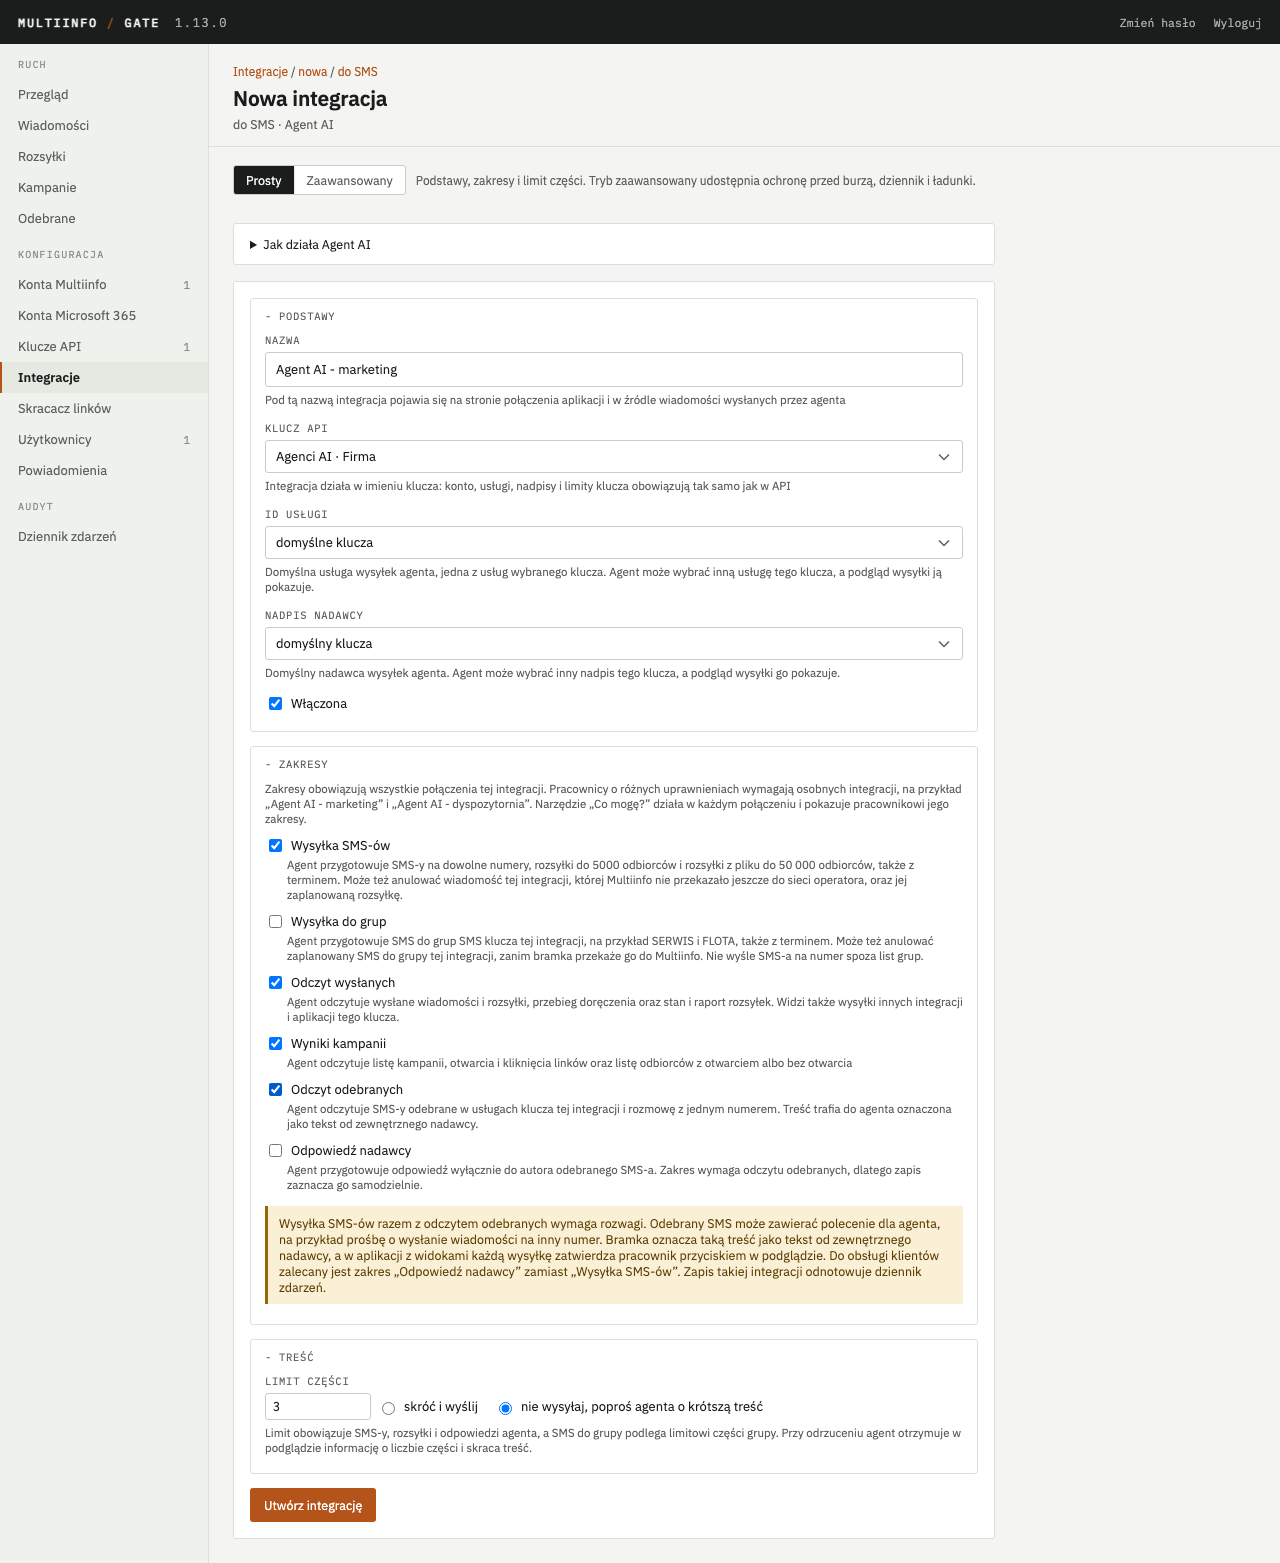 MULTIINFO / GATE 1.13.0
Zmień hasło Wyloguj
RUCH
Przegląd
Wiadomości
Rozsyłki
Kampanie
Odebrane
KONFIGURACJA
Konta Multiinfo 1
Konta Microsoft 365
Klucze API 1
Integracje
Skracacz linków
Użytkownicy 1
Powiadomienia
AUDYT
Dziennik zdarzeń
Integracje / nowa / do SMS
Nowa integracja
do SMS · Agent AI
Prosty Zaawansowany Podstawy, zakresy i limit części. Tryb zaawansowany udostępnia ochronę przed burzą, dziennik i ładunki.
▶ Jak działa Agent AI
- PODSTAWY
NAZWA
Agent AI - marketing
Pod tą nazwą integracja pojawia się na stronie połączenia aplikacji i w źródle wiadomości wysłanych przez agenta
KLUCZ API
Agenci AI · Firma
Integracja działa w imieniu klucza: konto, usługi, nadpisy i limity klucza obowiązują tak samo jak w API
ID USŁUGI
domyślne klucza
Domyślna usługa wysyłek agenta, jedna z usług wybranego klucza. Agent może wybrać inną usługę tego klucza, a podgląd wysyłki ją
pokazuje.
NADPIS NADAWCY
domyślny klucza
Domyślny nadawca wysyłek agenta. Agent może wybrać inny nadpis tego klucza, a podgląd wysyłki go pokazuje.
Włączona
- ZAKRESY
Zakresy obowiązują wszystkie połączenia tej integracji. Pracownicy o różnych uprawnieniach wymagają osobnych integracji, na przykład
„Agent AI - marketing” i „Agent AI - dyspozytornia”. Narzędzie „Co mogę?” działa w każdym połączeniu i pokazuje pracownikowi jego
zakresy.
Wysyłka SMS-ów
Agent przygotowuje SMS-y na dowolne numery, rozsyłki do 5000 odbiorców i rozsyłki z pliku do 50 000 odbiorców, także z
terminem. Może też anulować wiadomość tej integracji, której Multiinfo nie przekazało jeszcze do sieci operatora, oraz jej
zaplanowaną rozsyłkę.
Wysyłka do grup
Agent przygotowuje SMS do grup SMS klucza tej integracji, na przykład SERWIS i FLOTA, także z terminem. Może też anulować
zaplanowany SMS do grupy tej integracji, zanim bramka przekaże go do Multiinfo. Nie wyśle SMS-a na numer spoza list grup.
Odczyt wysłanych
Agent odczytuje wysłane wiadomości i rozsyłki, przebieg doręczenia oraz stan i raport rozsyłek. Widzi także wysyłki innych integracji
i aplikacji tego klucza.
Wyniki kampanii
Agent odczytuje listę kampanii, otwarcia i kliknięcia linków oraz listę odbiorców z otwarciem albo bez otwarcia
Odczyt odebranych
Agent odczytuje SMS-y odebrane w usługach klucza tej integracji i rozmowę z jednym numerem. Treść trafia do agenta oznaczona
jako tekst od zewnętrznego nadawcy.
Odpowiedź nadawcy
Agent przygotowuje odpowiedź wyłącznie do autora odebranego SMS-a. Zakres wymaga odczytu odebranych, dlatego zapis
zaznacza go samodzielnie.
Wysyłka SMS-ów razem z odczytem odebranych wymaga rozwagi. Odebrany SMS może zawierać polecenie dla agenta,
na przykład prośbę o wysłanie wiadomości na inny numer. Bramka oznacza taką treść jako tekst od zewnętrznego
nadawcy, a w aplikacji z widokami każdą wysyłkę zatwierdza pracownik przyciskiem w podglądzie. Do obsługi klientów
zalecany jest zakres „Odpowiedź nadawcy” zamiast „Wysyłka SMS-ów”. Zapis takiej integracji odnotowuje dziennik
zdarzeń.
- TREŚĆ
LIMIT CZĘŚCI
3 skróć i wyślij nie wysyłaj, poproś agenta o krótszą treść
Limit obowiązuje SMS-y, rozsyłki i odpowiedzi agenta, a SMS do grupy podlega limitowi części grupy. Przy odrzuceniu agent otrzymuje w
podglądzie informację o liczbie części i skraca treść.
Utwórz integrację